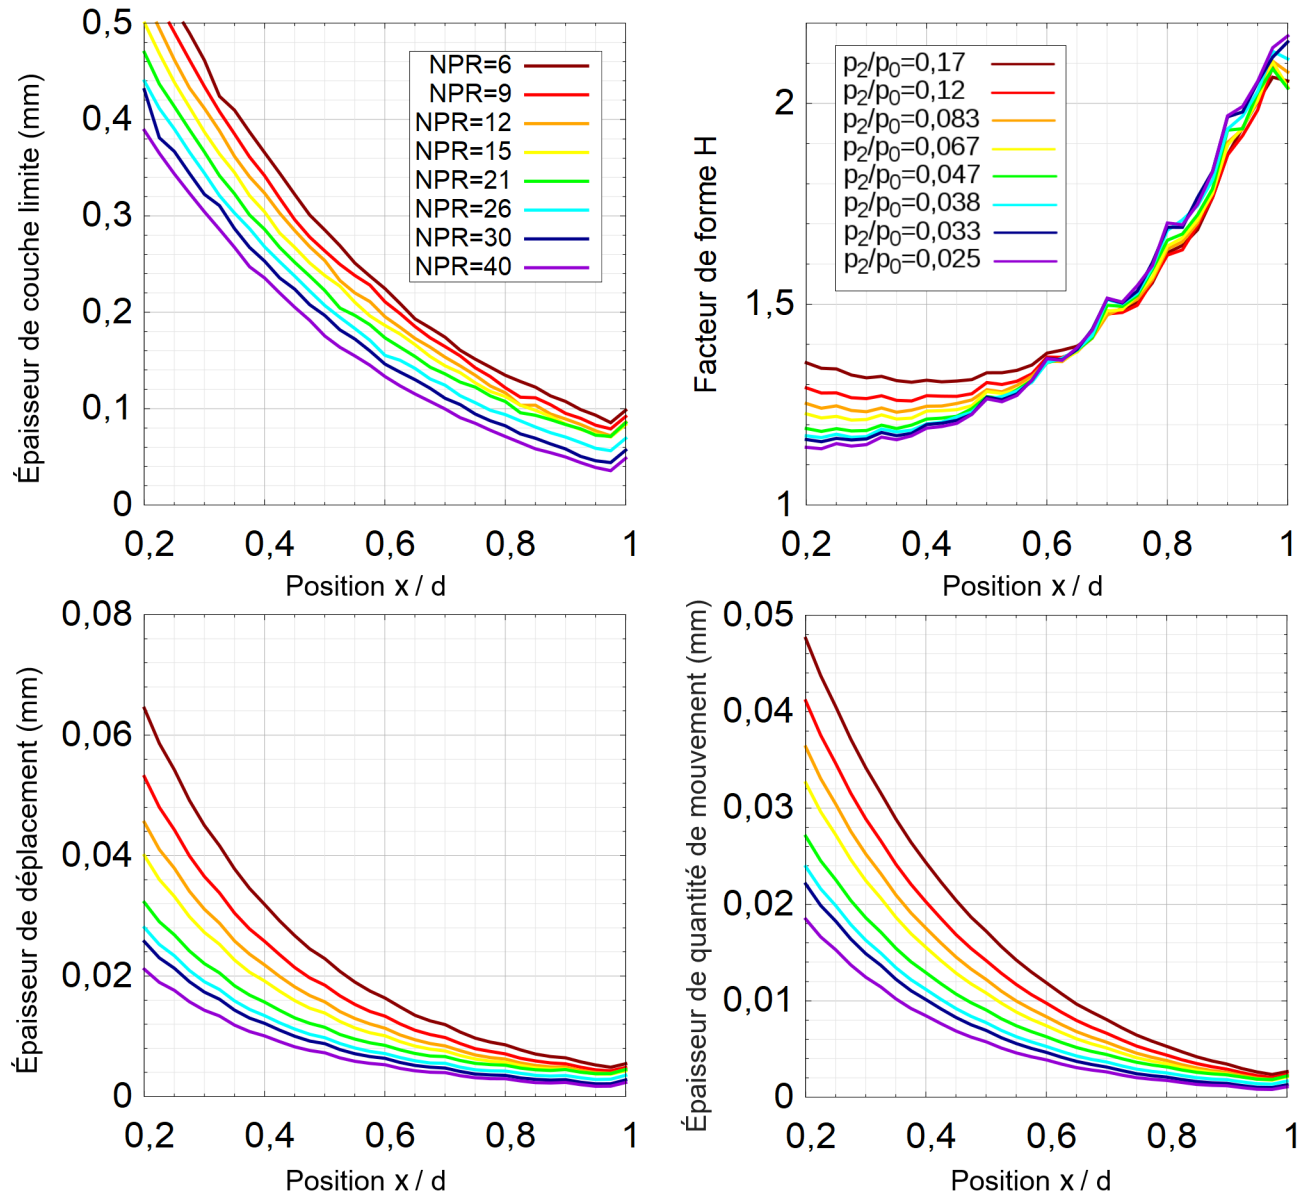 Épaisseur de couche limite (mm)
0,5
0,4
0,3
0,2
0,1
0
NPR=6
NPR=9
NPR=12
NPR=15
NPR=21
NPR=26
NPR=30
NPR=40
0,2 0,4 0,6 0,8 1
Position x / d
Facteur de forme H
2
1,5
1
p₂/p₀=0,17
p₂/p₀=0,12
p₂/p₀=0,083
p₂/p₀=0,067
p₂/p₀=0,047
p₂/p₀=0,038
p₂/p₀=0,033
p₂/p₀=0,025
0,2 0,4 0,6 0,8 1
Position x / d
Épaisseur de déplacement (mm)
0,08
0,06
0,04
0,02
0
0,2 0,4 0,6 0,8 1
Position x / d
Épaisseur de quantité de mouvement (mm)
0,05
0,04
0,03
0,02
0,01
0
0,2 0,4 0,6 0,8 1
Position x / d